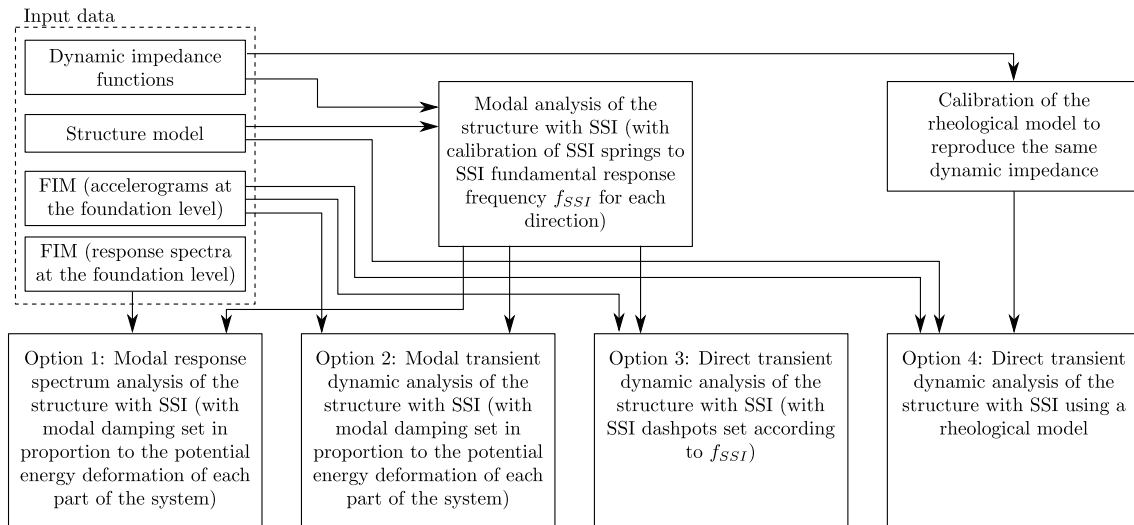 Input data
Dynamic impedance
functions
Structure model
FIM (accelerograms at
the foundation level)
FIM (response spectra
at the foundation level)
Modal analysis of the
structure with SSI (with
calibration of SSI springs to
SSI fundamental response
frequency f_{SSI} for each
direction)
Calibration of the
rheological model to
reproduce the same
dynamic impedance
Option 1: Modal response
spectrum analysis of the
structure with SSI (with
modal damping set in
proportion to the potential
energy deformation of each
part of the system)
Option 2: Modal transient
dynamic analysis of the
structure with SSI (with
modal damping set in
proportion to the potential
energy deformation of each
part of the system)
Option 3: Direct transient
dynamic analysis of the
structure with SSI (with
SSI dashpots set according
to f_{SSI})
Option 4: Direct transient
dynamic analysis of the
structure with SSI using a
rheological model